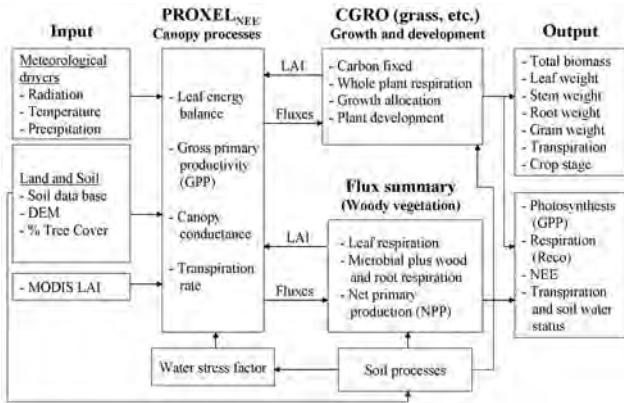 Input
Meteorological
drivers
- Radiation
- Temperature
- Precipitation
Land and Soil
- Soil data base
- DEM
- % Tree Cover
- MODIS LAI
PROXELNEE
Canopy processes
- Leaf energy
balance
- Gross primary
productivity
(GPP)
- Canopy
conductance
- Transpiration
rate
Water stress factor
LAI
Fluxes
LAI
Fluxes
CGRO (grass, etc.)
Growth and development
- Carbon fixed
- Whole plant respiration
- Growth allocation
- Plant development
Flux summary
(Woody vegetation)
- Leaf respiration
- Microbial plus wood
and root respiration
- Net primary
production (NPP)
Soil processes
Output
- Total biomass
- Leaf weight
- Stem weight
- Root weight
- Grain weight
- Transpiration
- Crop stage
- Photosynthesis
(GPP)
- Respiration
(Reco)
- NEE
- Transpiration
and soil water
status